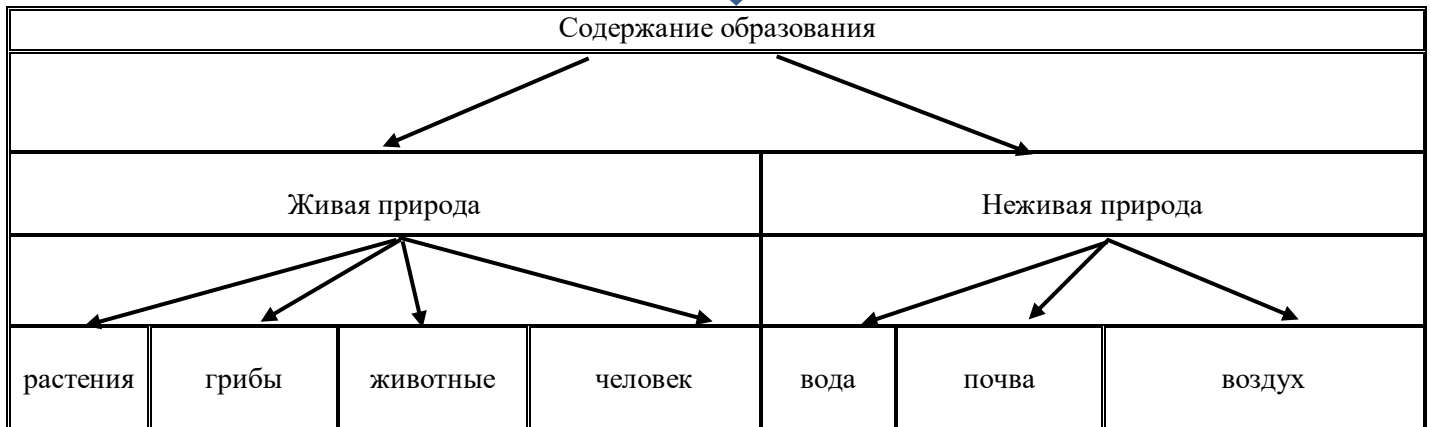 Содержание образования
Живая природа
Неживая природа
растения
грибы
животные
человек
вода
почва
воздух